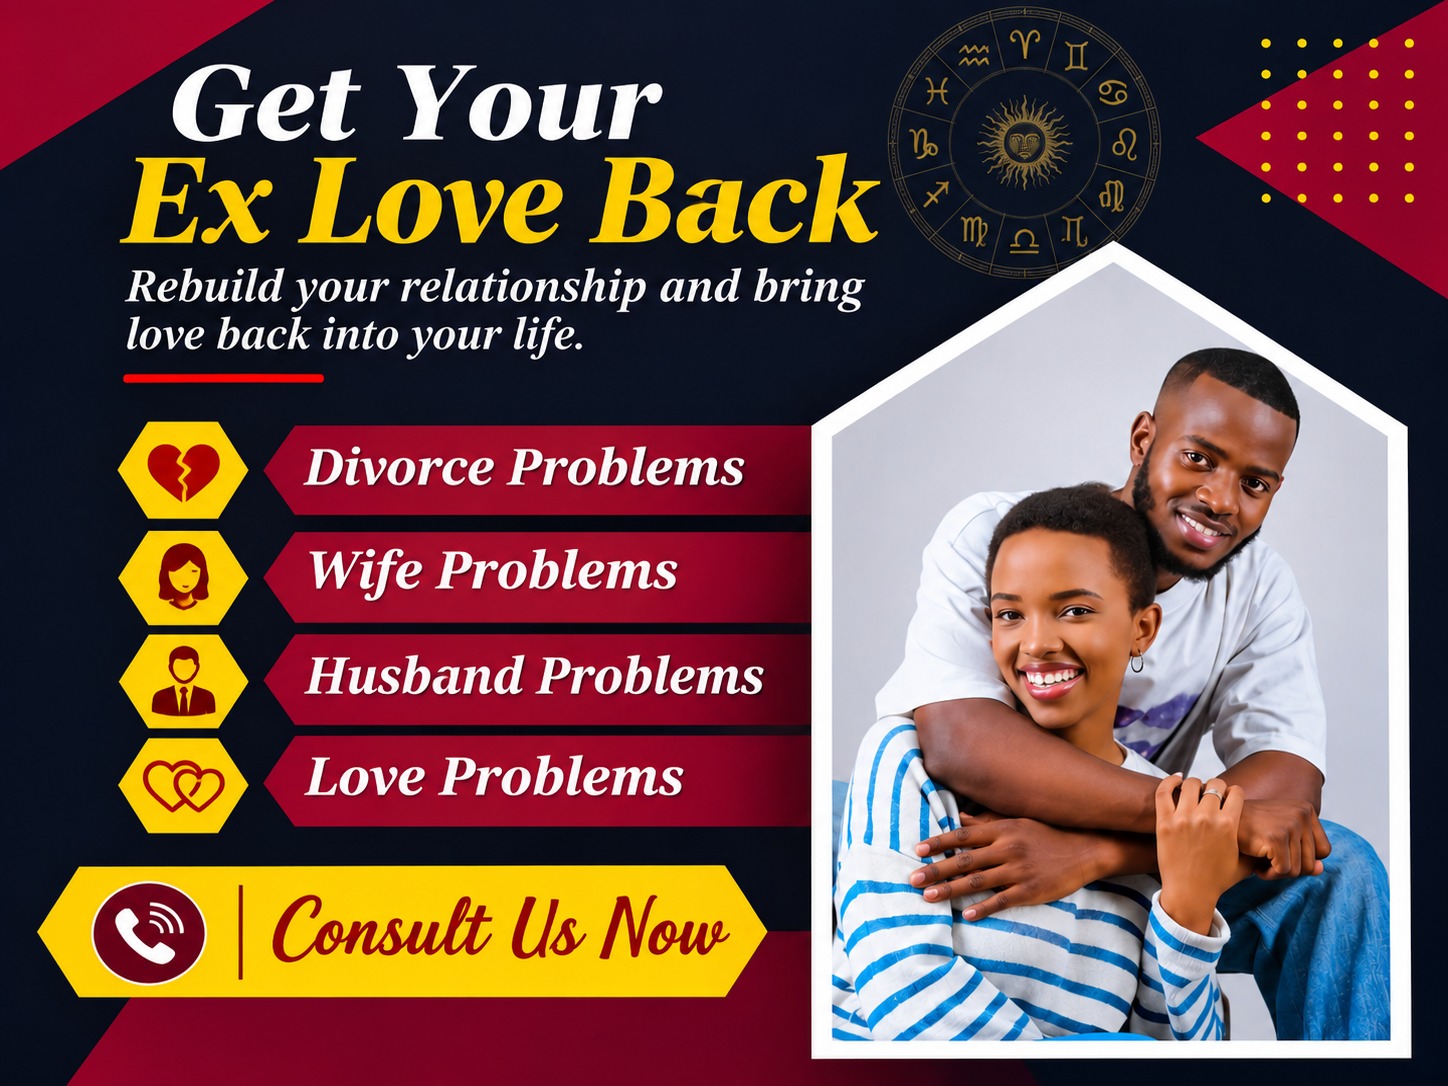 Get Your
Ex Love Back
Rebuild your relationship and bring
love back into your life.
Divorce Problems
Wife Problems
Husband Problems
Love Problems
Consult Us Now